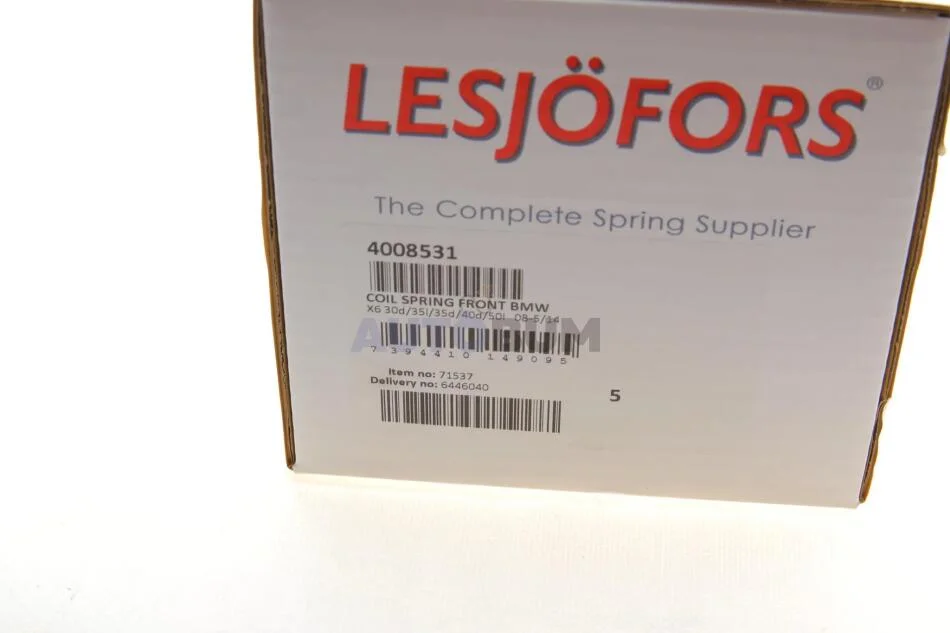 LESJÖFORS®
The Complete Spring Supplier
4008531
COIL SPRING FRONT BMW
X6 30d/35i/35d/40d/50i 08-5/14
AUTOBUM
7 394410 149095
Item no: 71537
Delivery no: 6446040
5